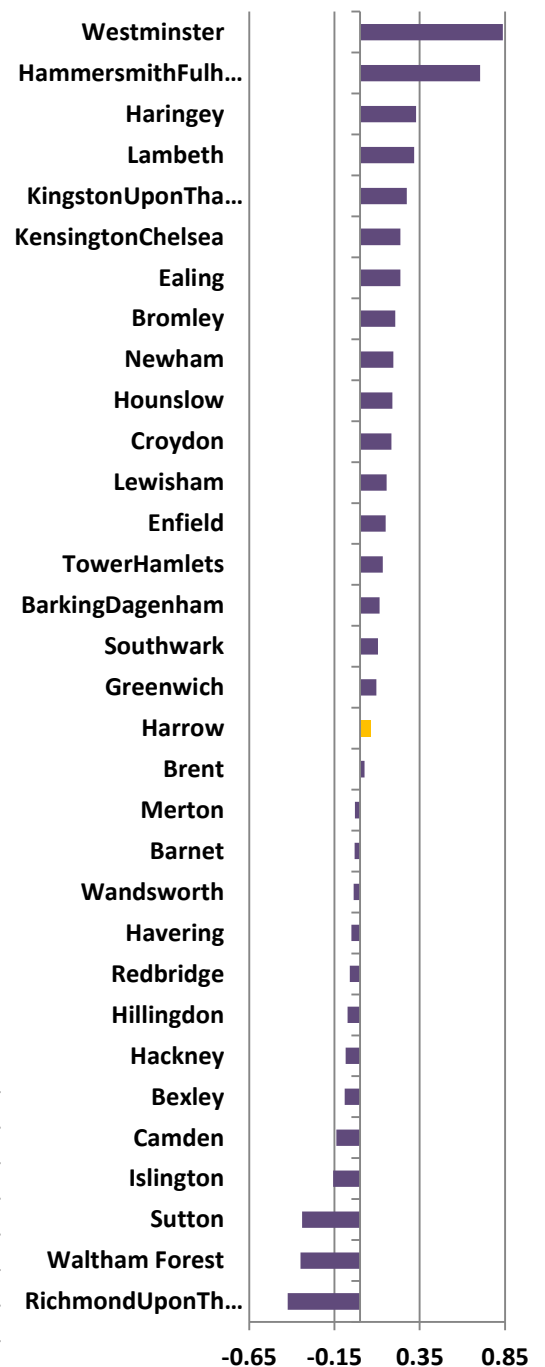 Westminster
HammersmithFulh...
Haringey
Lambeth
KingstonUponTha...
KensingtonChelsea
Ealing
Bromley
Newham
Hounslow
Croydon
Lewisham
Enfield
TowerHamlets
BarkingDagenham
Southwark
Greenwich
Harrow
Brent
Merton
Barnet
Wandsworth
Havering
Redbridge
Hillingdon
Hackney
Bexley
Camden
Islington
Sutton
Waltham Forest
RichmondUponTh...
-0.65 -0.15 0.35 0.85